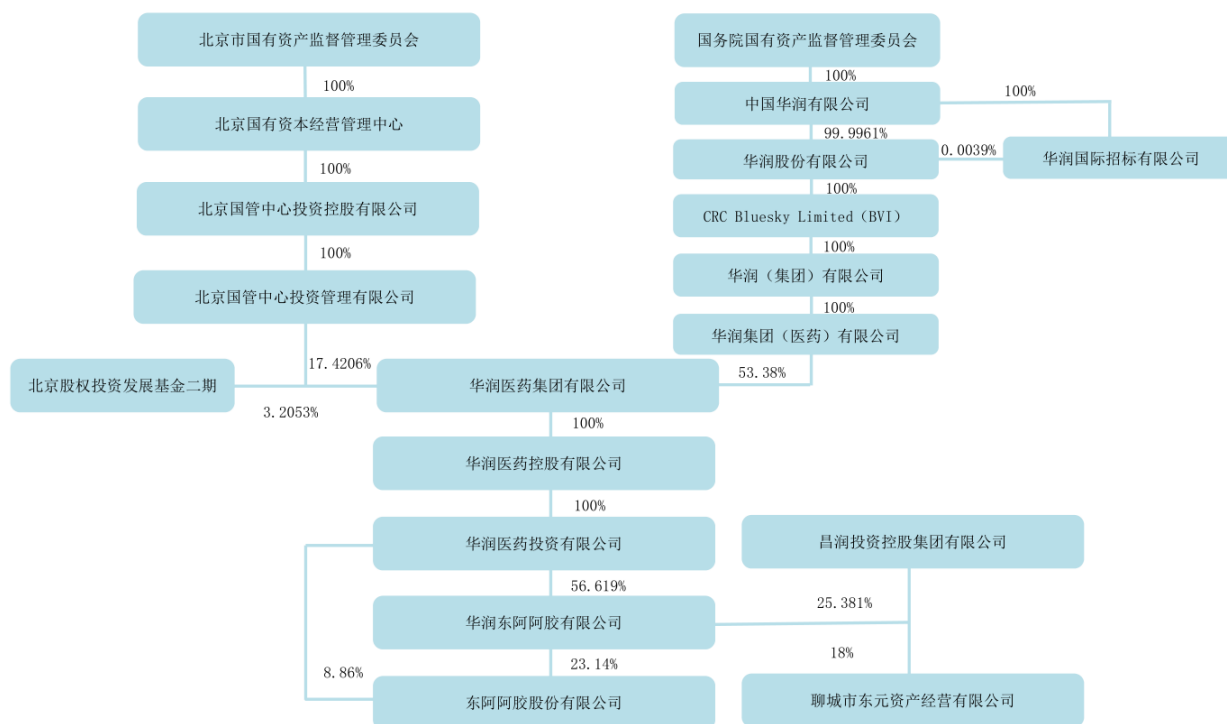 北京市国有资产监督管理委员会
国务院国有资产监督管理委员会
100%
100%
中国华润有限公司
100%
北京国有资本经营管理中心
99.9961%
华润股份有限公司
0.0039%
华润国际招标有限公司
100%
100%
北京国管中心投资控股有限公司
CRC Bluesky Limited（BVI）
100%
100%
华润（集团）有限公司
北京国管中心投资管理有限公司
100%
华润集团（医药）有限公司
17.4206%
53.38%
北京股权投资发展基金二期
华润医药集团有限公司
3.2053%
100%
华润医药控股有限公司
100%
华润医药投资有限公司
昌润投资控股集团有限公司
56.619%
25.381%
华润东阿阿胶有限公司
18%
23.14%
8.86%
东阿阿胶股份有限公司
聊城市东元资产经营有限公司